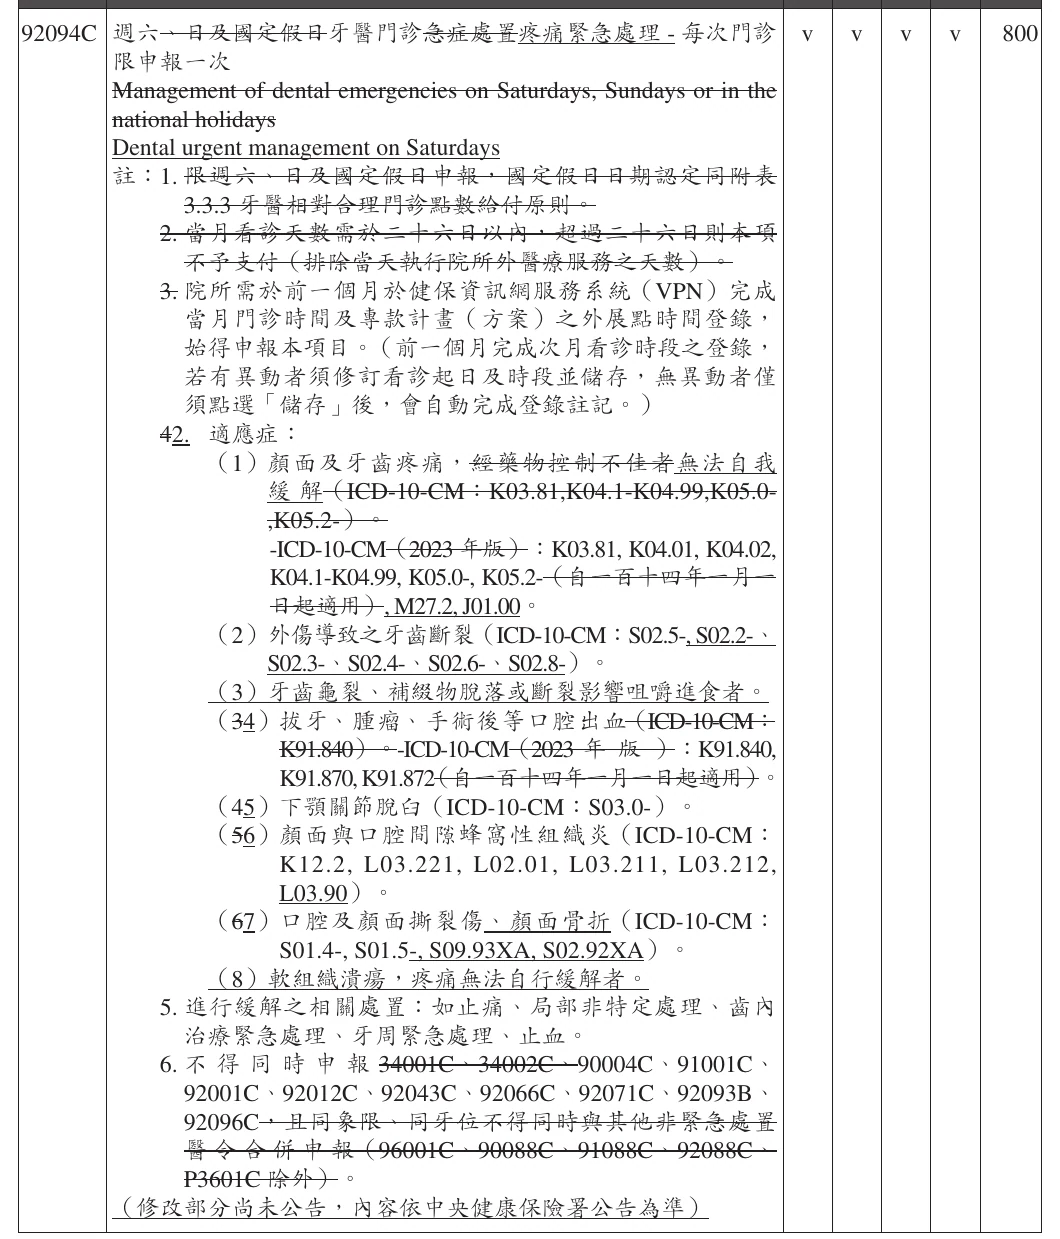 92094C 週六、日及國定假日牙醫門診急症處置疼痛緊急處理 - 每次門診 v v v v 800
限申報一次
Management of dental emergencies on Saturdays, Sundays or in the
national holidays
Dental urgent management on Saturdays
註：1. 限週六、日及國定假日申報，國定假日日期認定同附表
3.3.3 牙醫相對合理門診點數給付原則。
2. 當月看診天數需於二十六日以內，超過二十六日則本項
不予支付（排除當天執行院所外醫療服務之天數）。
3. 院所需於前一個月於健保資訊網服務系統（VPN）完成
當月門診時間及專款計畫（方案）之外展點時間登錄，
始得申報本項目。（前一個月完成次月看診時段之登錄，
若有異動者須修訂看診起日及時段並儲存，無異動者僅
須點選「儲存」後，會自動完成登錄註記。）
42. 適應症：
（1）顏面及牙齒疼痛，經藥物控制不佳者無法自我
緩解（ICD-10-CM：K03.81,K04.1-K04.99,K05.0-
,K05.2-）。
-ICD-10-CM（2023 年版）：K03.81, K04.01, K04.02,
K04.1-K04.99, K05.0-, K05.2-（自一百十四年一月一
日起適用）, M27.2, J01.00。
（2）外傷導致之牙齒斷裂（ICD-10-CM：S02.5-, S02.2-、
S02.3-、S02.4-、S02.6-、S02.8-）。
（3）牙齒龜裂、補綴物脫落或斷裂影響咀嚼進食者。
（34）拔牙、腫瘤、手術後等口腔出血（ICD-10-CM：
K91.840）。-ICD-10-CM（2023 年 版 ）：K91.840,
K91.870, K91.872（自一百十四年一月一日起適用）。
（45）下顎關節脫臼（ICD-10-CM：S03.0-）。
（56）顏面與口腔間隙蜂窩性組織炎（ICD-10-CM：
K12.2, L03.221, L02.01, L03.211, L03.212,
L03.90）。
（67）口腔及顏面撕裂傷、顏面骨折（ICD-10-CM：
S01.4-, S01.5-, S09.93XA, S02.92XA）。
（8）軟組織潰瘍，疼痛無法自行緩解者。
5. 進行緩解之相關處置：如止痛、局部非特定處理、齒內
治療緊急處理、牙周緊急處理、止血。
6. 不得同時申報 34001C、34002C、90004C、91001C、
92001C、92012C、92043C、92066C、92071C、92093B、
92096C，且同象限、同牙位不得同時與其他非緊急處置
醫令合併申報（96001C、90088C、91088C、92088C、
P3601C 除外）。
（修改部分尚未公告，內容依中央健康保險署公告為準）